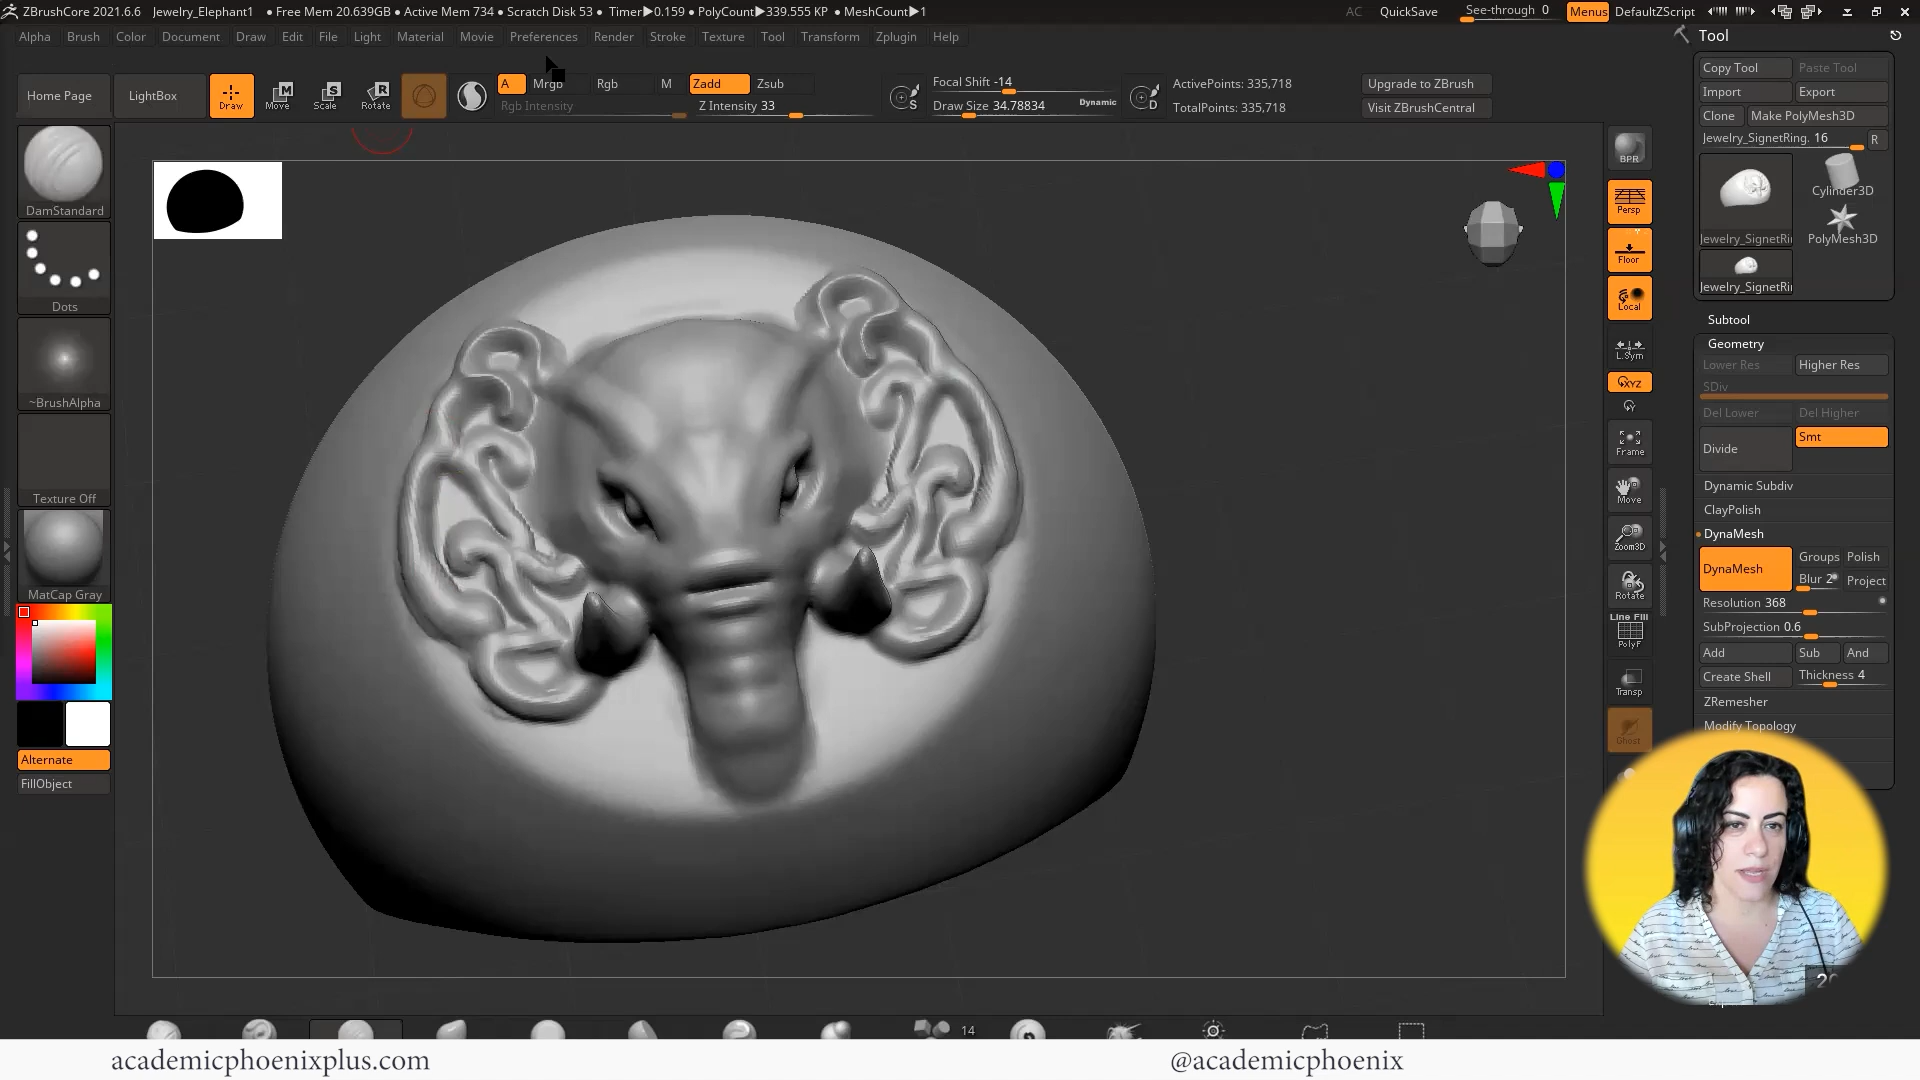 ZBrushCore 2021.6.6 Jewelry_Elephant1 • Free Mem 20.639GB • Active Mem 734 • Scratch Disk 53 • Timer▶0.159 • PolyCount▶339.555 KP • MeshCount▶1 AC QuickSave See-through 0 Menus DefaultZScript
Alpha Brush Color Document Draw Edit File Light Material Movie Preferences Render Stroke Texture Tool Transform Zplugin Help
Tool
Home Page LightBox Draw Move Scale Rotate
A Mrgb Rgb M Zadd Zsub
Rgb Intensity Z Intensity 33
Focal Shift -14
Draw Size 34.78834 Dynamic
ActivePoints: 335,718
TotalPoints: 335,718
Upgrade to ZBrush
Visit ZBrushCentral
DamStandard
Dots
~BrushAlpha
Texture Off
MatCap Gray
Alternate
FillObject
BPR
Persp
Floor
Local
L.Sym
XYZ
Frame
Move
Zoom3D
Rotate
Line Fill
PolyF
Transp
Ghost
Copy Tool Paste Tool
Import Export
Clone Make PolyMesh3D
Jewelry_SignetRing. 16 R
Cylinder3D
Jewelry_SignetRi PolyMesh3D
Jewelry_SignetRi
Subtool
Geometry
Lower Res Higher Res
SDiv
Del Lower Del Higher
Divide Smt
Dynamic Subdiv
ClayPolish
DynaMesh
DynaMesh Groups Polish
Blur 2 Project
Resolution 368
SubProjection 0.6
Add Sub And
Create Shell Thickness 4
ZRemesher
Modify Topology
14
academicphoenixplus.com @academicphoenix